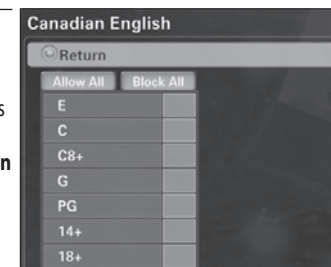 Canadian English
Return
Allow All Block All
E
C
s
C8+
n
G
PG
14+
18+